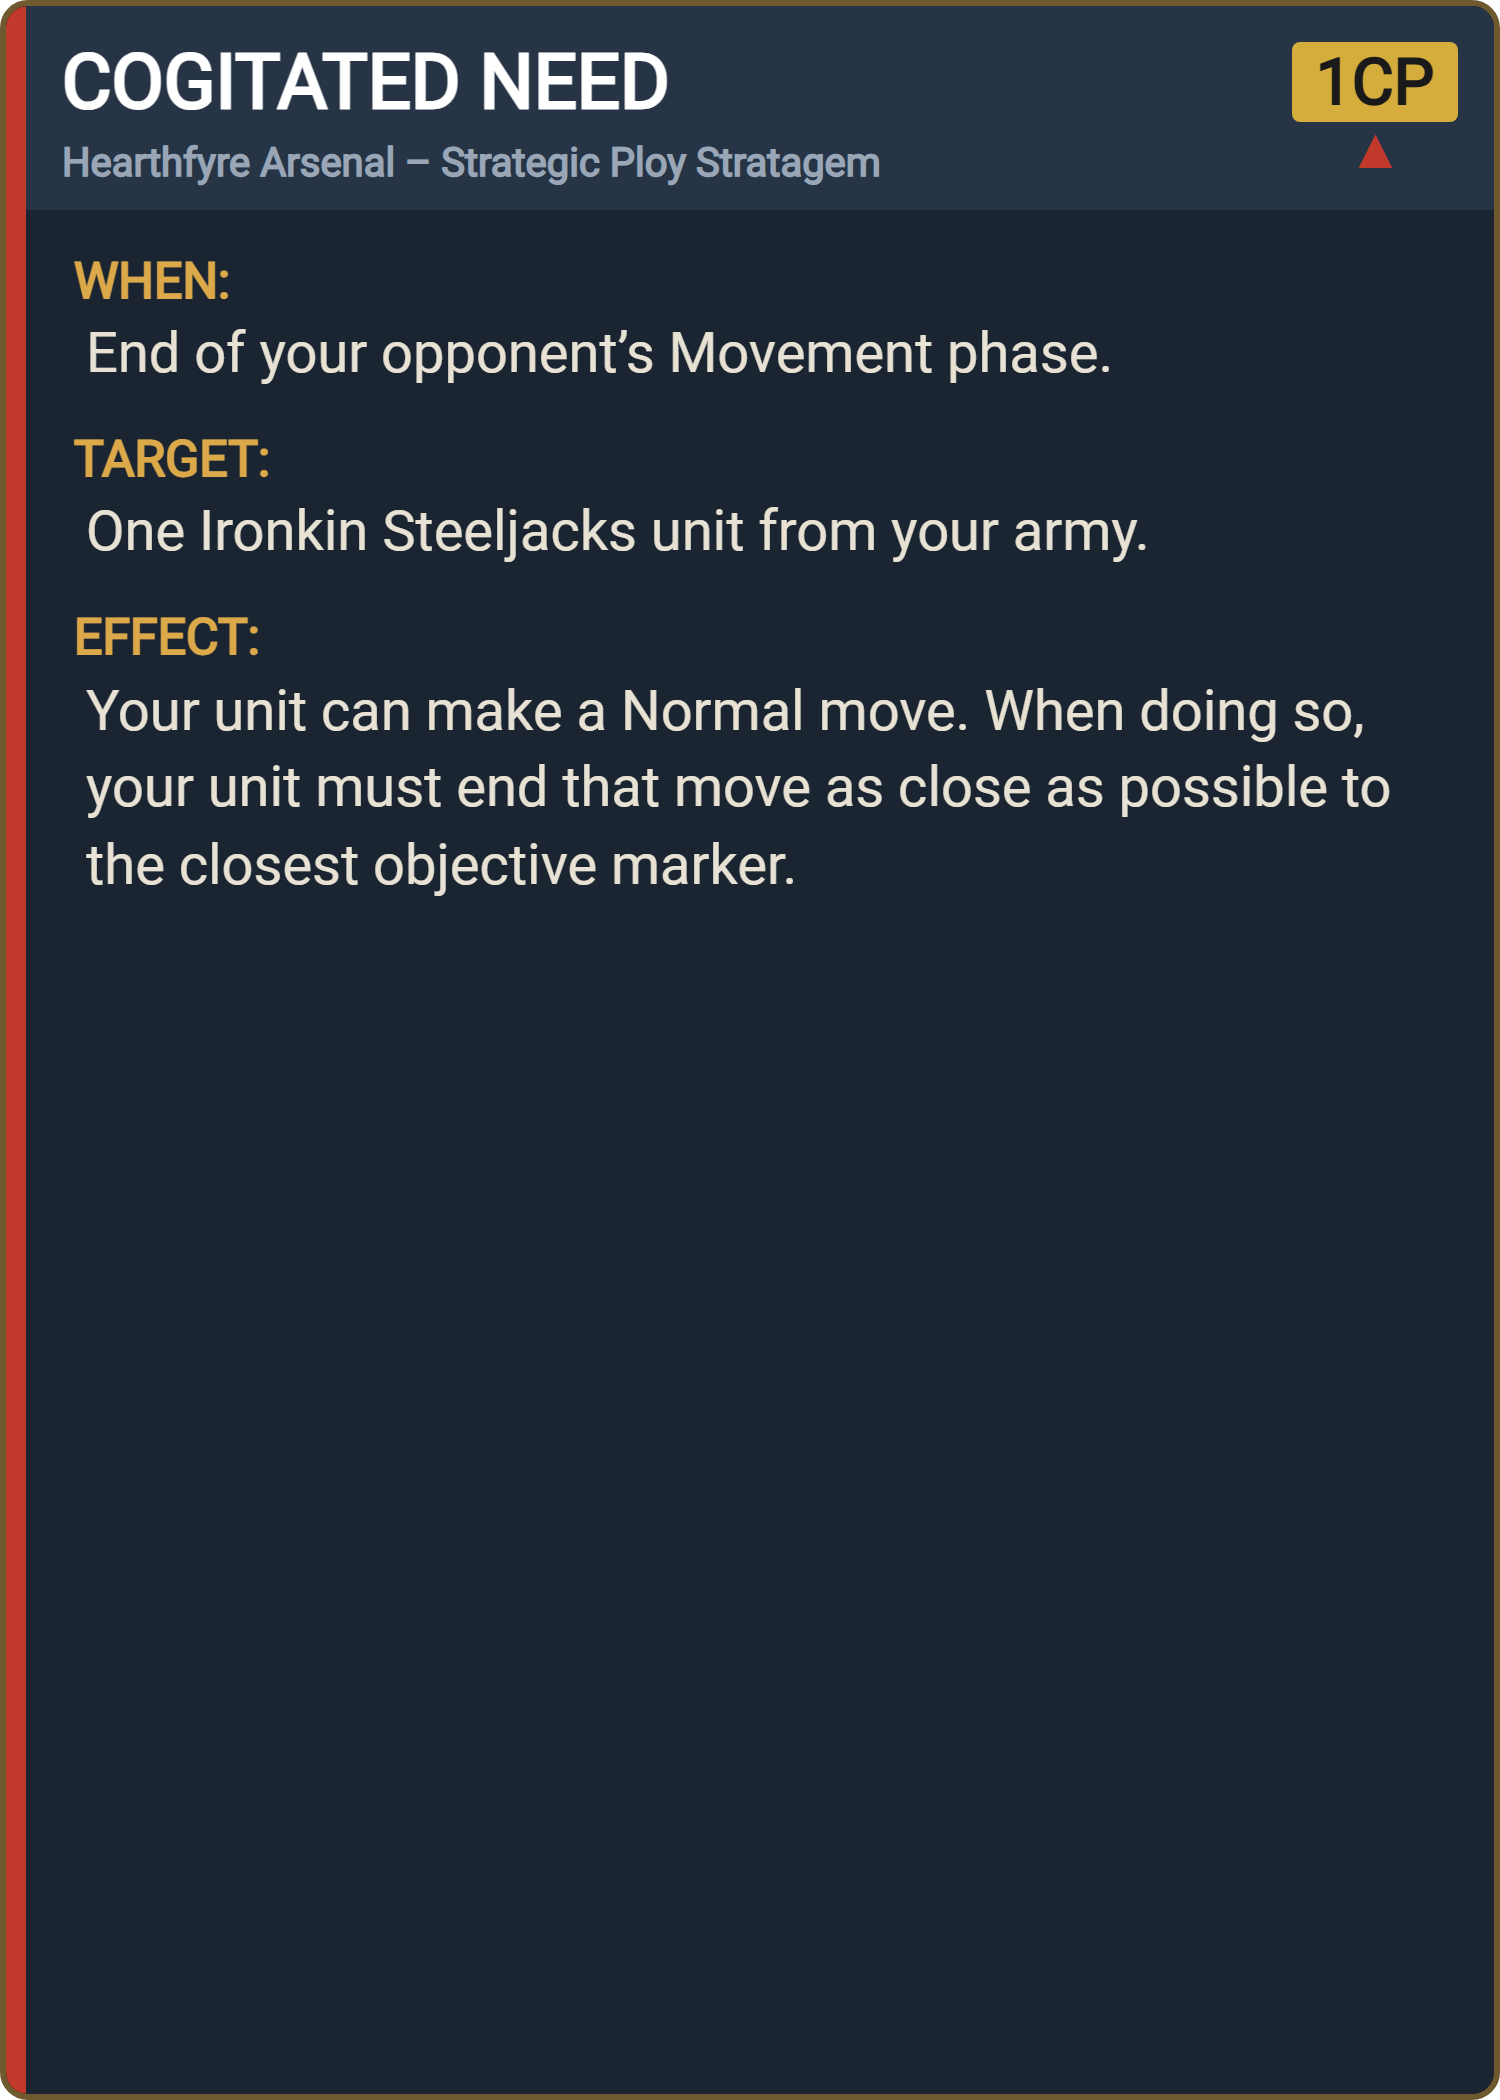 COGITATED NEED
1CP
Hearthfyre Arsenal – Strategic Ploy Stratagem
WHEN:
End of your opponent’s Movement phase.
TARGET:
One Ironkin Steeljacks unit from your army.
EFFECT:
Your unit can make a Normal move. When doing so,
your unit must end that move as close as possible to
the closest objective marker.